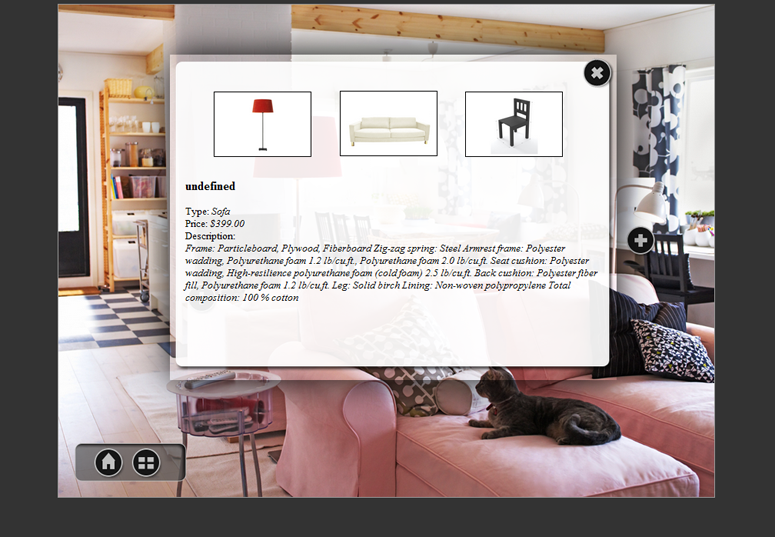 undefined
Type: Sofa
Price: $399.00
Description:
Frame: Particleboard, Plywood, Fiberboard Zig-zag spring: Steel Armrest frame: Polyester
wadding, Polyurethane foam 1.2 lb/cu.ft., Polyurethane foam 2.0 lb/cu.ft. Seat cushion: Polyester
wadding, High-resilience polyurethane foam (cold foam) 2.5 lb/cu.ft. Back cushion: Polyester fiber
fill, Polyurethane foam 1.2 lb/cu.ft. Leg: Solid birch Lining: Non-woven polypropylene Total
composition: 100 % cotton